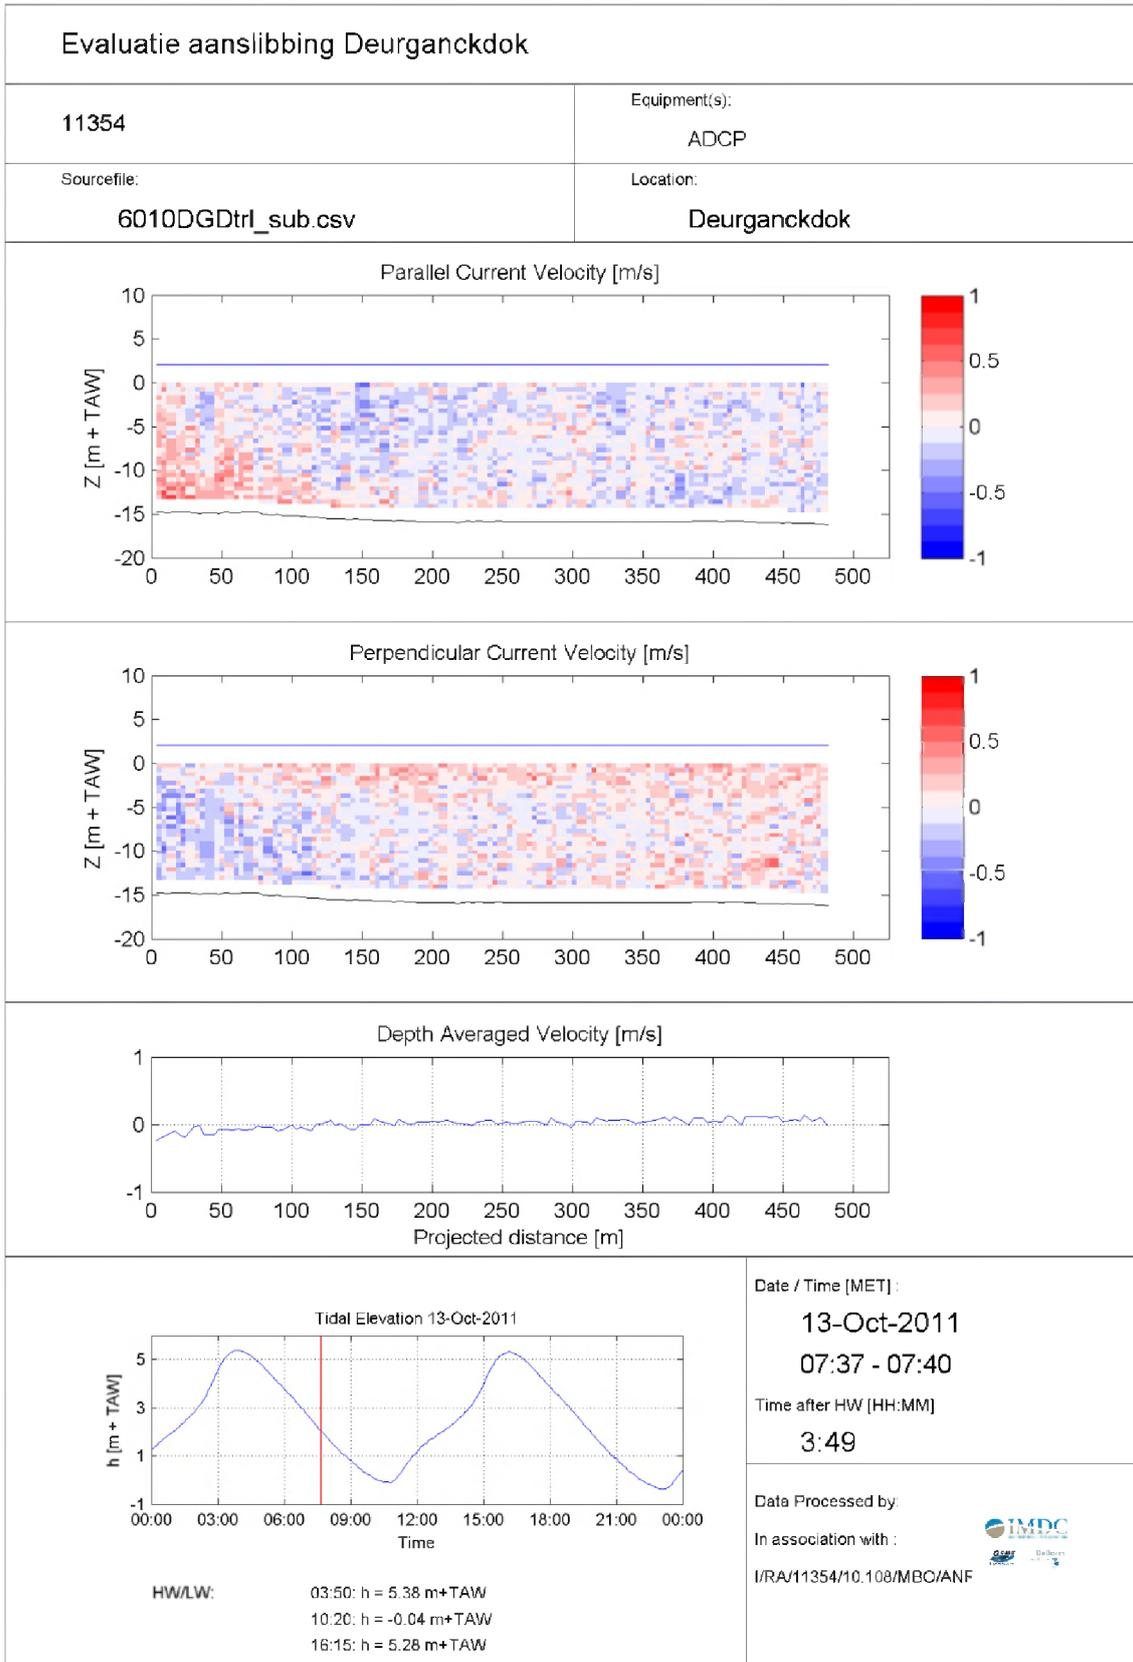 Evaluatie aanslibbing Deurganckdok
11354
Equipment(s):
ADCP
Sourcefile:
6010DGDtrl_sub.csv
Location:
Deurganckdok
Parallel Current Velocity [m/s]
Z [m + TAW]
10
5
0
-5
-10
-15
-20
0 50 100 150 200 250 300 350 400 450 500
1
0.5
0
-0.5
-1
Perpendicular Current Velocity [m/s]
Z [m + TAW]
10
5
0
-5
-10
-15
-20
0 50 100 150 200 250 300 350 400 450 500
1
0.5
0
-0.5
-1
Depth Averaged Velocity [m/s]
1
0
-1
0 50 100 150 200 250 300 350 400 450 500
Projected distance [m]
Tidal Elevation 13-Oct-2011
h [m + TAW]
5
3
1
-1
00:00 03:00 06:00 09:00 12:00 15:00 18:00 21:00 00:00
Time
HW/LW:
03:50: h = 5.38 m+TAW
10:20: h = -0.04 m+TAW
16:15: h = 5.28 m+TAW
Date / Time [MET] :
13-Oct-2011
07:37 - 07:40
Time after HW [HH:MM]
3:49
Data Processed by:
IMDC
In association with :
I/RA/11354/10.108/MBO/ANF